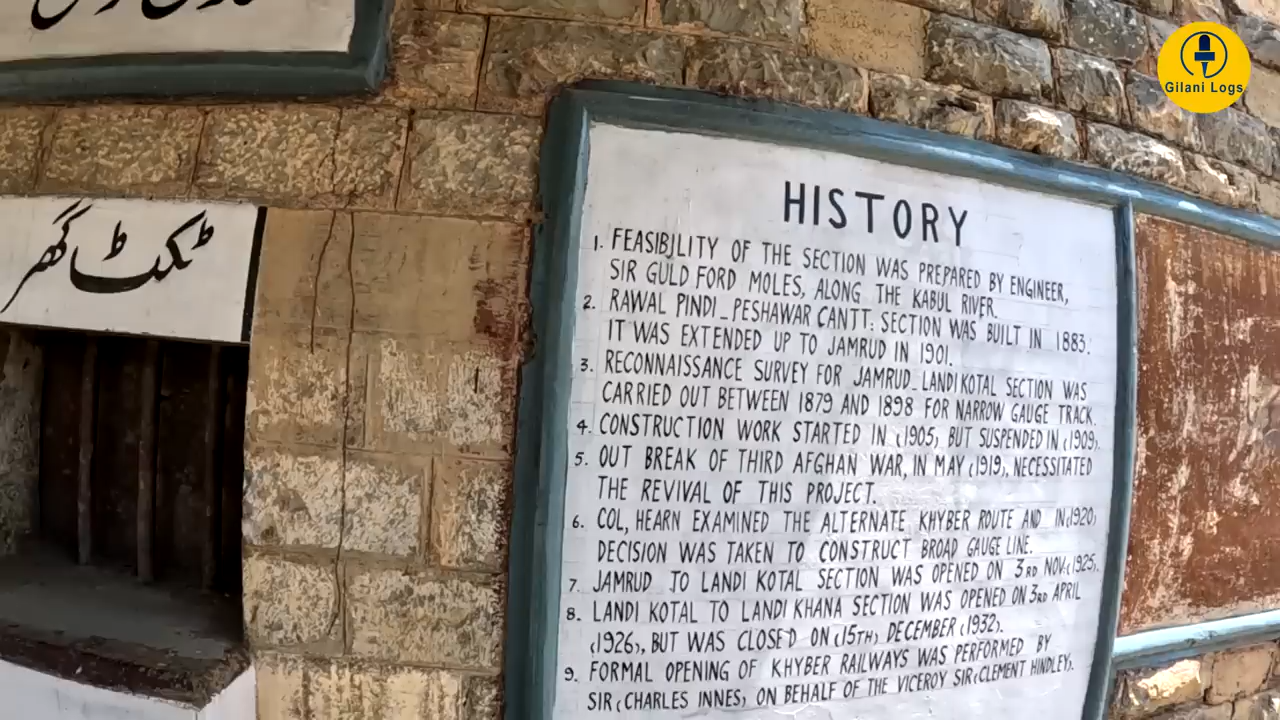 ٹکٹ گھر
HISTORY
1. FEASIBILITY OF THE SECTION WAS PREPARED BY ENGINEER,
SIR GULD FORD MOLES, ALONG THE KABUL RIVER.
2. RAWAL PINDI_PESHAWAR CANTT: SECTION WAS BUILT IN 1883.
IT WAS EXTENDED UP TO JAMRUD IN 1901.
3. RECONNAISSANCE SURVEY FOR JAMRUD_LANDI KOTAL SECTION WAS
CARRIED OUT BETWEEN 1879 AND 1898 FOR NARROW GAUGE TRACK.
4. CONSTRUCTION WORK STARTED IN (1905), BUT SUSPENDED IN (1909).
5. OUT BREAK OF THIRD AFGHAN WAR, IN MAY (1919), NECESSITATED
THE REVIVAL OF THIS PROJECT.
6. COL, HEARN EXAMINED THE ALTERNATE, KHYBER ROUTE AND IN(1920)
DECISION WAS TAKEN TO CONSTRUCT BROAD GAUGE LINE.
7. JAMRUD TO LANDI KOTAL SECTION WAS OPENED ON 3RD NOV:(1925).
8. LANDI KOTAL TO LANDI KHANA SECTION WAS OPENED ON 3RD APRIL
(1926), BUT WAS CLOSED ON (15TH) DECEMBER (1932).
9. FORMAL OPENING OF KHYBER RAILWAYS WAS PERFORMED BY
SIR (CHARLES INNES) ON BEHALF OF THE VICEROY SIR (CLEMENT HINDLEY).
Gilani Logs